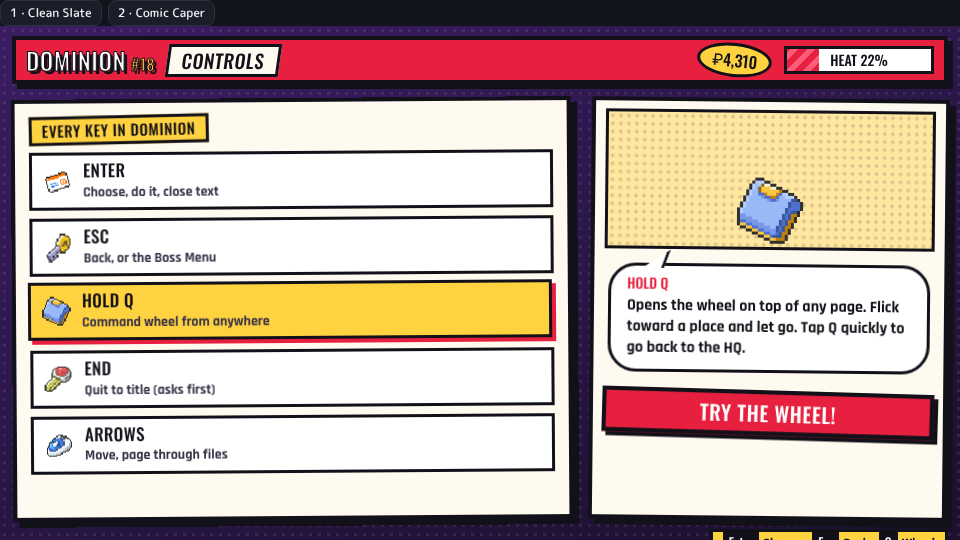 1 · Clean Slate
2 · Comic Caper
DOMINION #18
CONTROLS
₽4,310
HEAT 22%
EVERY KEY IN DOMINION
ENTER
Choose, do it, close text
ESC
Back, or the Boss Menu
HOLD Q
Command wheel from anywhere
END
Quit to title (asks first)
ARROWS
Move, page through files
HOLD Q
Opens the wheel on top of any page. Flick
toward a place and let go. Tap Q quickly to
go back to the HQ.
TRY THE WHEEL!